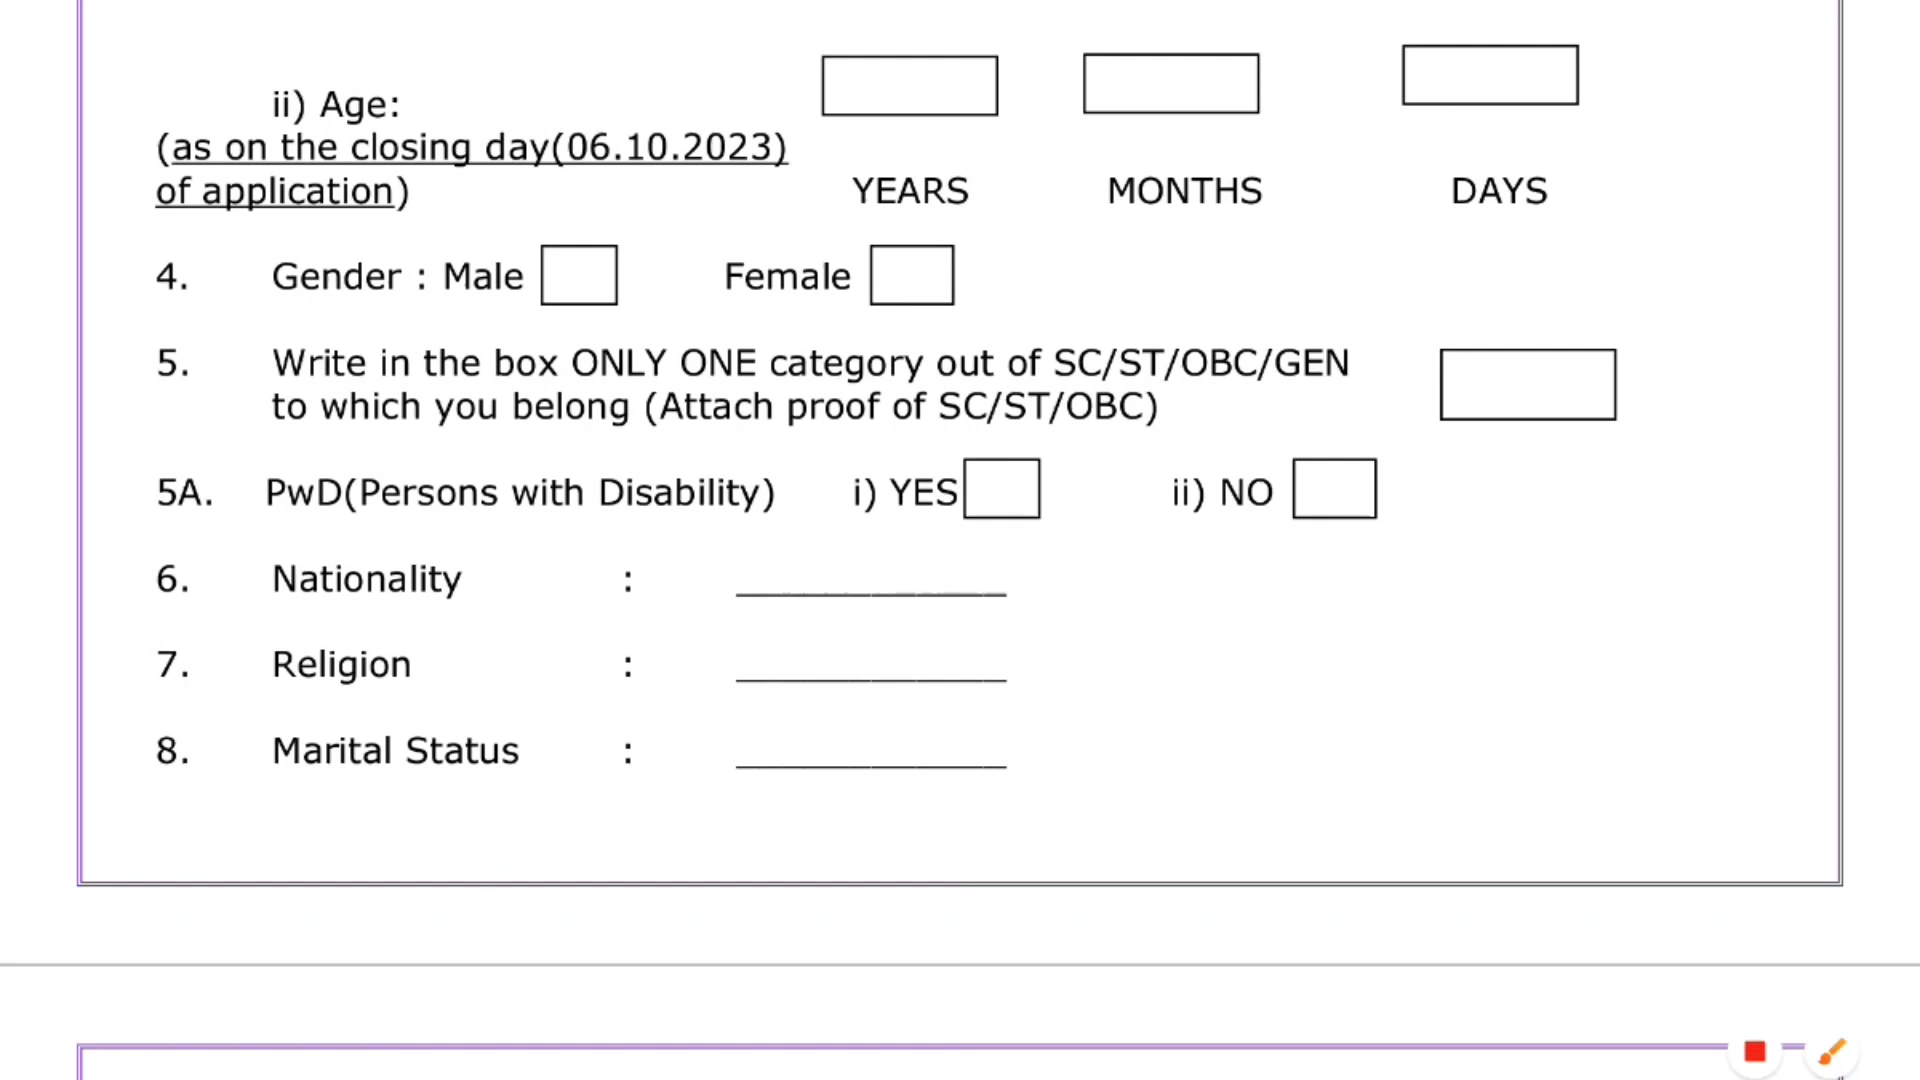 ii) Age:
(as on the closing day(06.10.2023)
of application)
YEARS MONTHS DAYS
4. Gender : Male Female
5. Write in the box ONLY ONE category out of SC/ST/OBC/GEN
to which you belong (Attach proof of SC/ST/OBC)
5A. PwD(Persons with Disability) i) YES ii) NO
6. Nationality : ____________
7. Religion : ____________
8. Marital Status : ____________